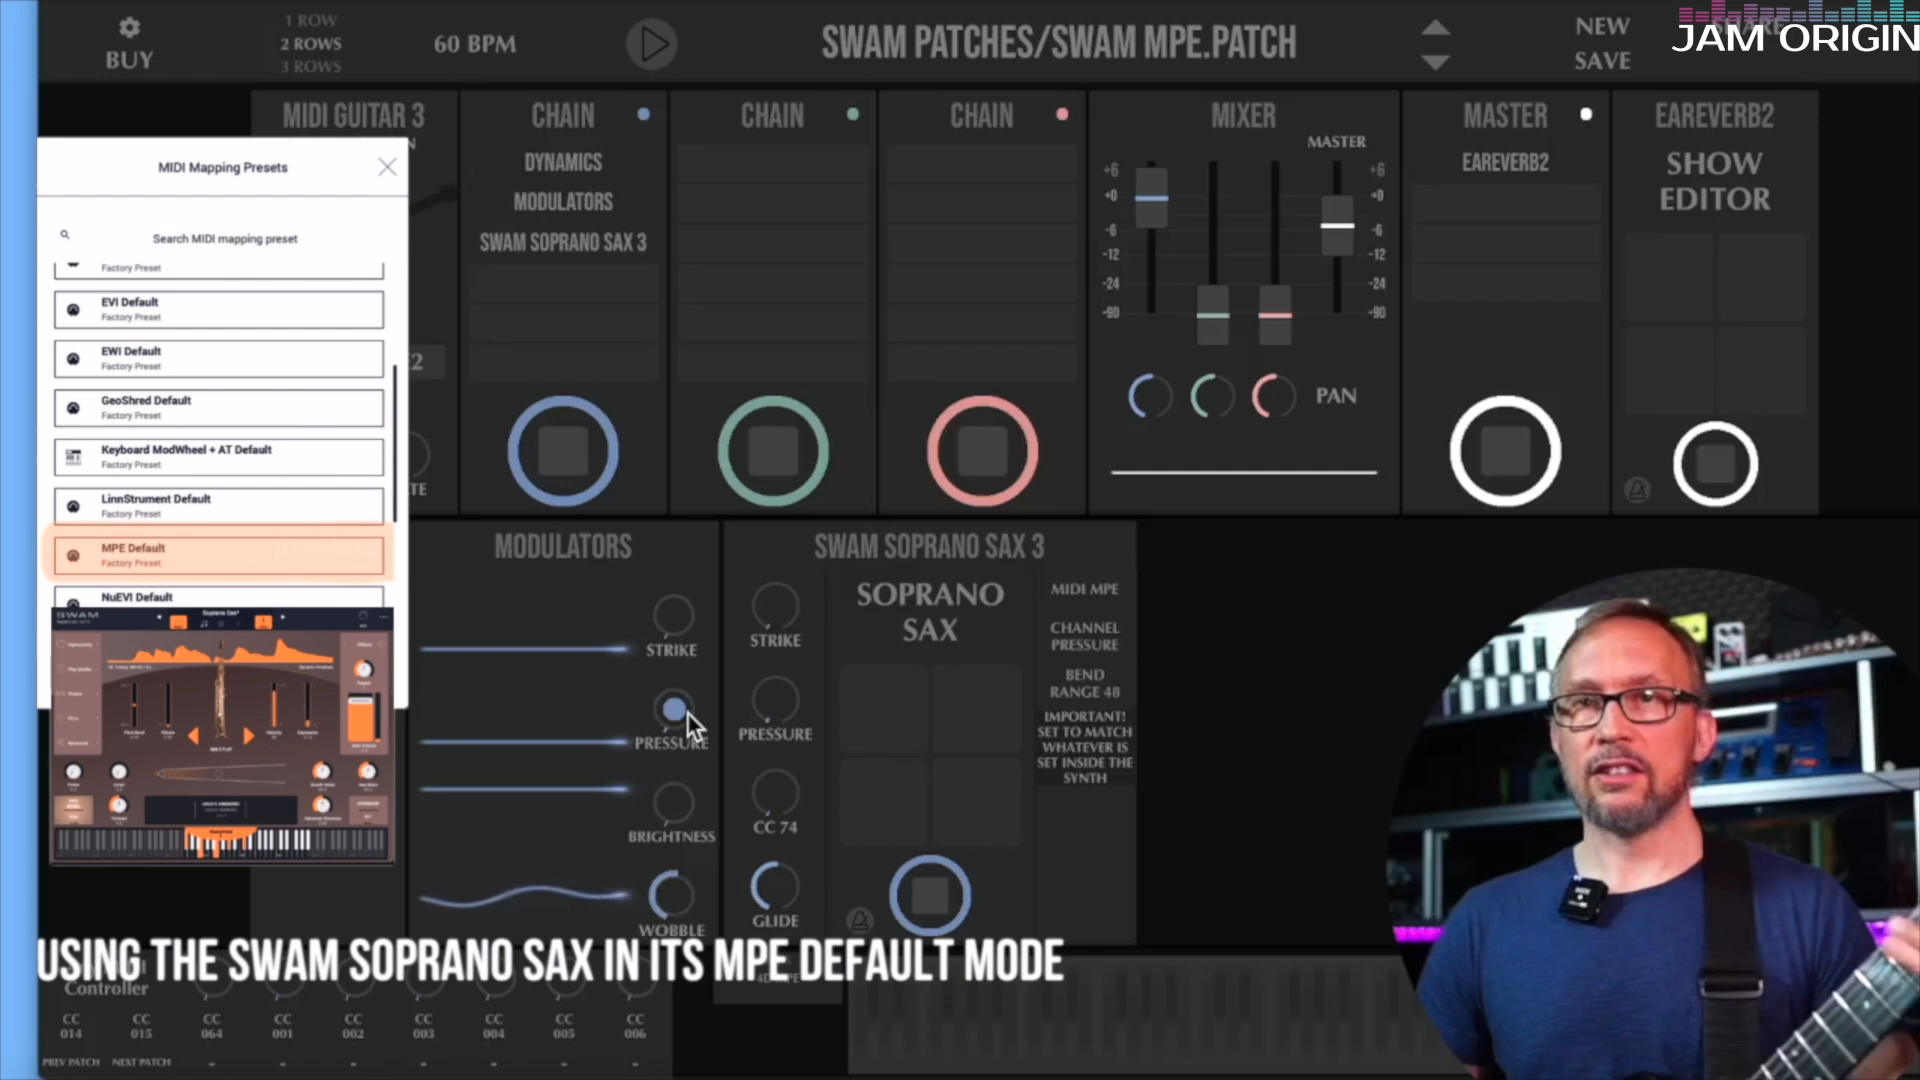 BUY
1 ROW
2 ROWS
3 ROWS
60 BPM
SWAM PATCHES/SWAM MPE.PATCH
NEW
SAVE
JAM ORIGIN
MIDI GUITAR 3
CHAIN
CHAIN
CHAIN
MIXER
MASTER
EAREVERB2
DYNAMICS
MODULATORS
SWAM SOPRANO SAX 3
MASTER
+6
+0
-6
-12
-24
-90
+6
+0
-6
-12
-24
-90
PAN
EAREVERB2
SHOW
EDITOR
MIDI Mapping Presets
Search MIDI mapping preset
Factory Preset
EVI Default
Factory Preset
EWI Default
Factory Preset
GeoShred Default
Factory Preset
Keyboard ModWheel + AT Default
Factory Preset
LinnStrument Default
Factory Preset
MPE Default
Factory Preset
NuEVI Default
SWAM
Soprano Sax*
MODULATORS
STRIKE
PRESSURE
BRIGHTNESS
WOBBLE
SWAM SOPRANO SAX 3
STRIKE
PRESSURE
CC 74
GLIDE
SOPRANO
SAX
MIDI MPE
CHANNEL
PRESSURE
BEND
RANGE 48
IMPORTANT!
SET TO MATCH
WHATEVER IS
SET INSIDE THE
SYNTH
USING THE SWAM SOPRANO SAX IN ITS MPE DEFAULT MODE
Controller
CC
014
CC
015
CC
064
CC
001
CC
002
CC
003
CC
004
CC
005
CC
006
PREV PATCH
NEXT PATCH